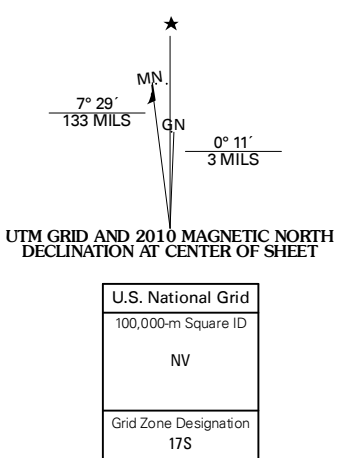 MN.
7° 29´
133 MILS
GN
0° 11´
3 MILS
UTM GRID AND 2010 MAGNETIC NORTH
DECLINATION AT CENTER OF SHEET
U.S. National Grid
100,000-m Square ID
NV
Grid Zone Designation
17S